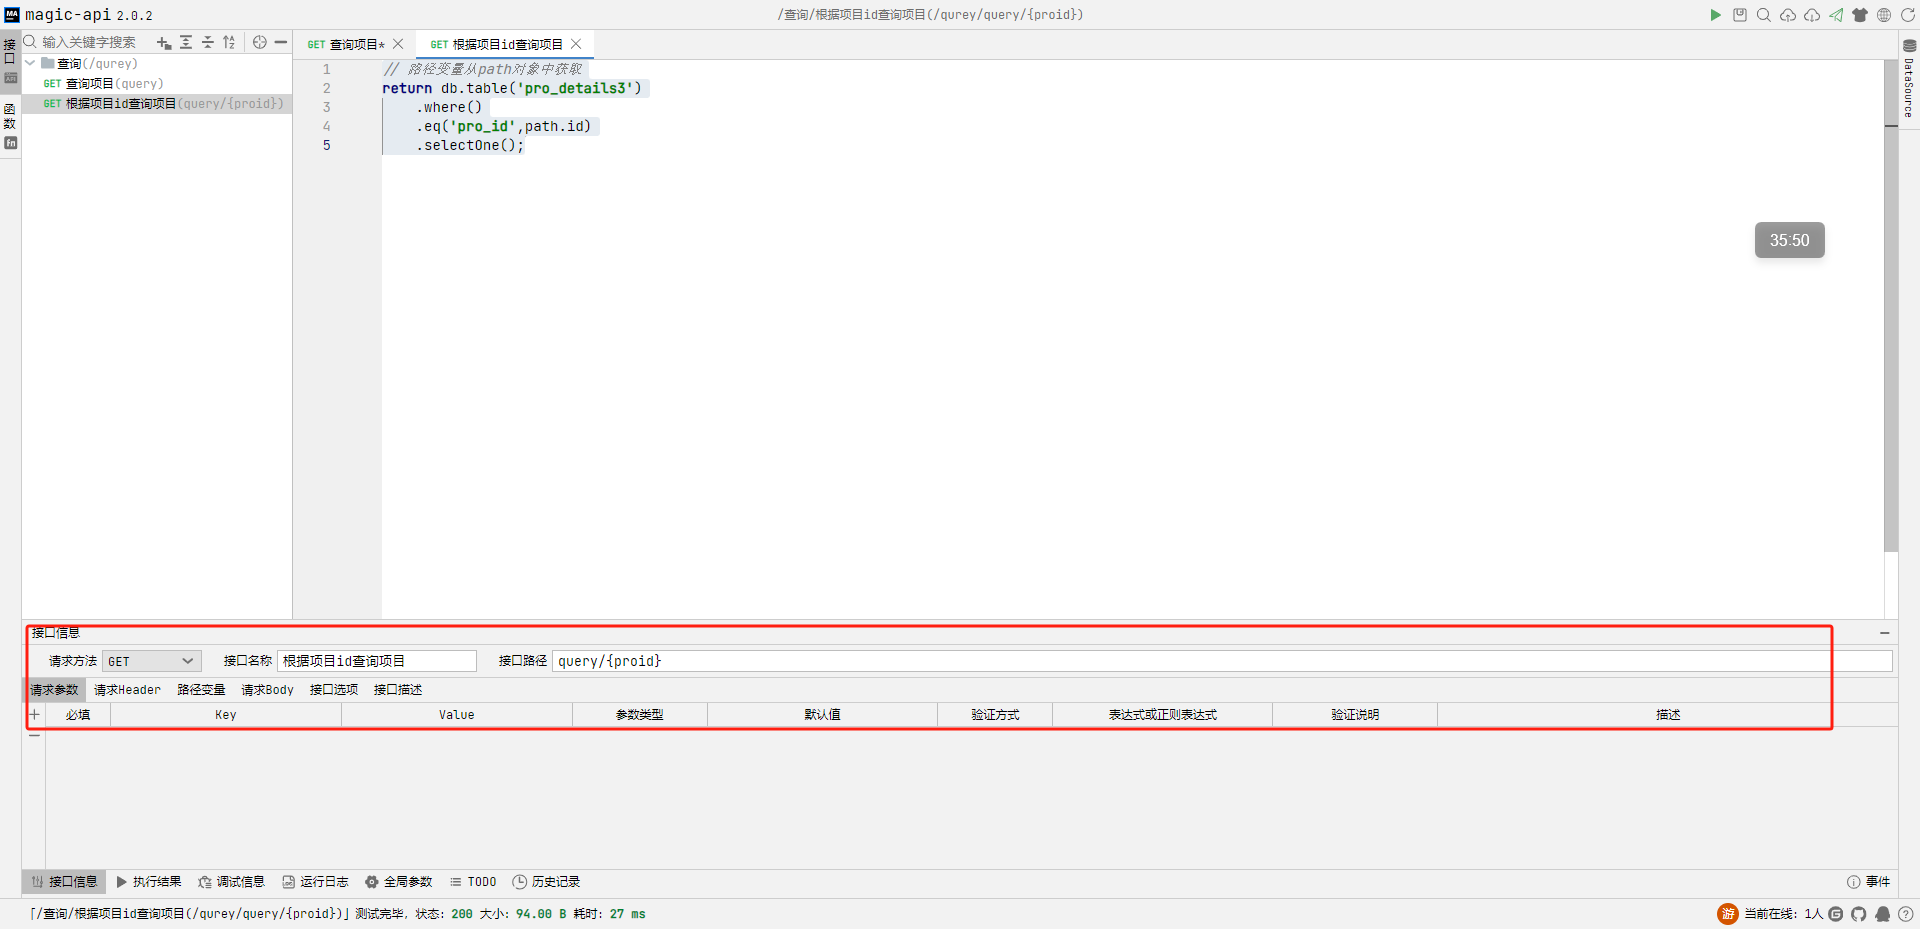 magic-api 2.0.2
/查询/根据项目id查询项目(/qurey/query/{proid})
接口
函数
输入关键字搜索
查询(/qurey)
GET 查询项目(query)
GET 根据项目id查询项目(query/{proid})
GET 查询项目*
GET 根据项目id查询项目
1 // 路径变量从path对象中获取
2 return db.table('pro_details3')
3 .where()
4 .eq('pro_id',path.id)
5 .selectOne();
DataSource
35:50
接口信息
请求方法 GET 接口名称 根据项目id查询项目 接口路径 query/{proid}
请求参数 请求Header 路径变量 请求Body 接口选项 接口描述
必填 Key Value 参数类型 默认值 验证方式 表达式或正则表达式 验证说明 描述
接口信息 执行结果 调试信息 运行日志 全局参数 TODO 历史记录 事件
「/查询/根据项目id查询项目(/qurey/query/{proid})」测试完毕, 状态: 200 大小: 94.00 B 耗时: 27 ms
游 当前在线: 1人